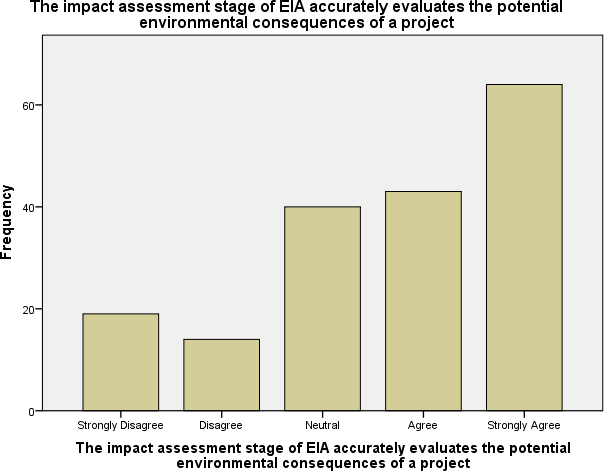 The impact assessment stage of EIA accurately evaluates the potential
environmental consequences of a project
Frequency
60
40
20
0
Strongly Disagree
Disagree
Neutral
Agree
Strongly Agree
The impact assessment stage of EIA accurately evaluates the potential
environmental consequences of a project